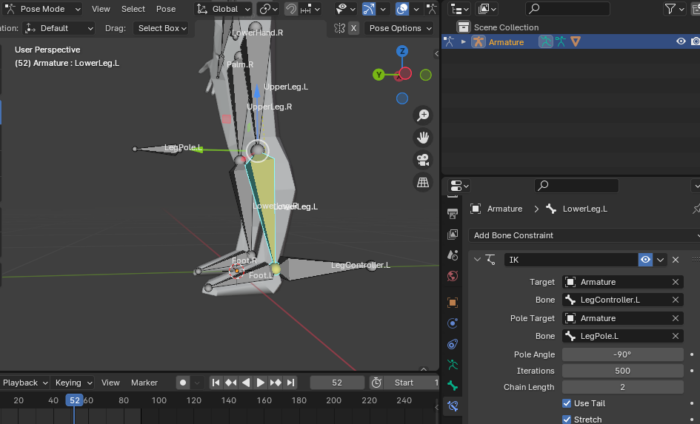 Pose Mode View Select Pose Global
ation: Default Drag: Select Box Pose Options
User Perspective
(52) Armature : LowerLeg.L
LowerHand.R
Palm.R
UpperLeg.L
UpperLeg.R
LegPole.L
LowerLeg.L
Foot.R
Foot.L
LegController.L
X
Y
Z
Playback Keying View Marker 52 Start 1
20 40 52 60 80 100 120 140 160 180 200 220 240
Scene Collection
Armature
Armature > LowerLeg.L
Add Bone Constraint
IK
Target Armature
Bone LegController.L
Pole Target Armature
Bone LegPole.L
Pole Angle -90°
Iterations 500
Chain Length 2
Use Tail
Stretch